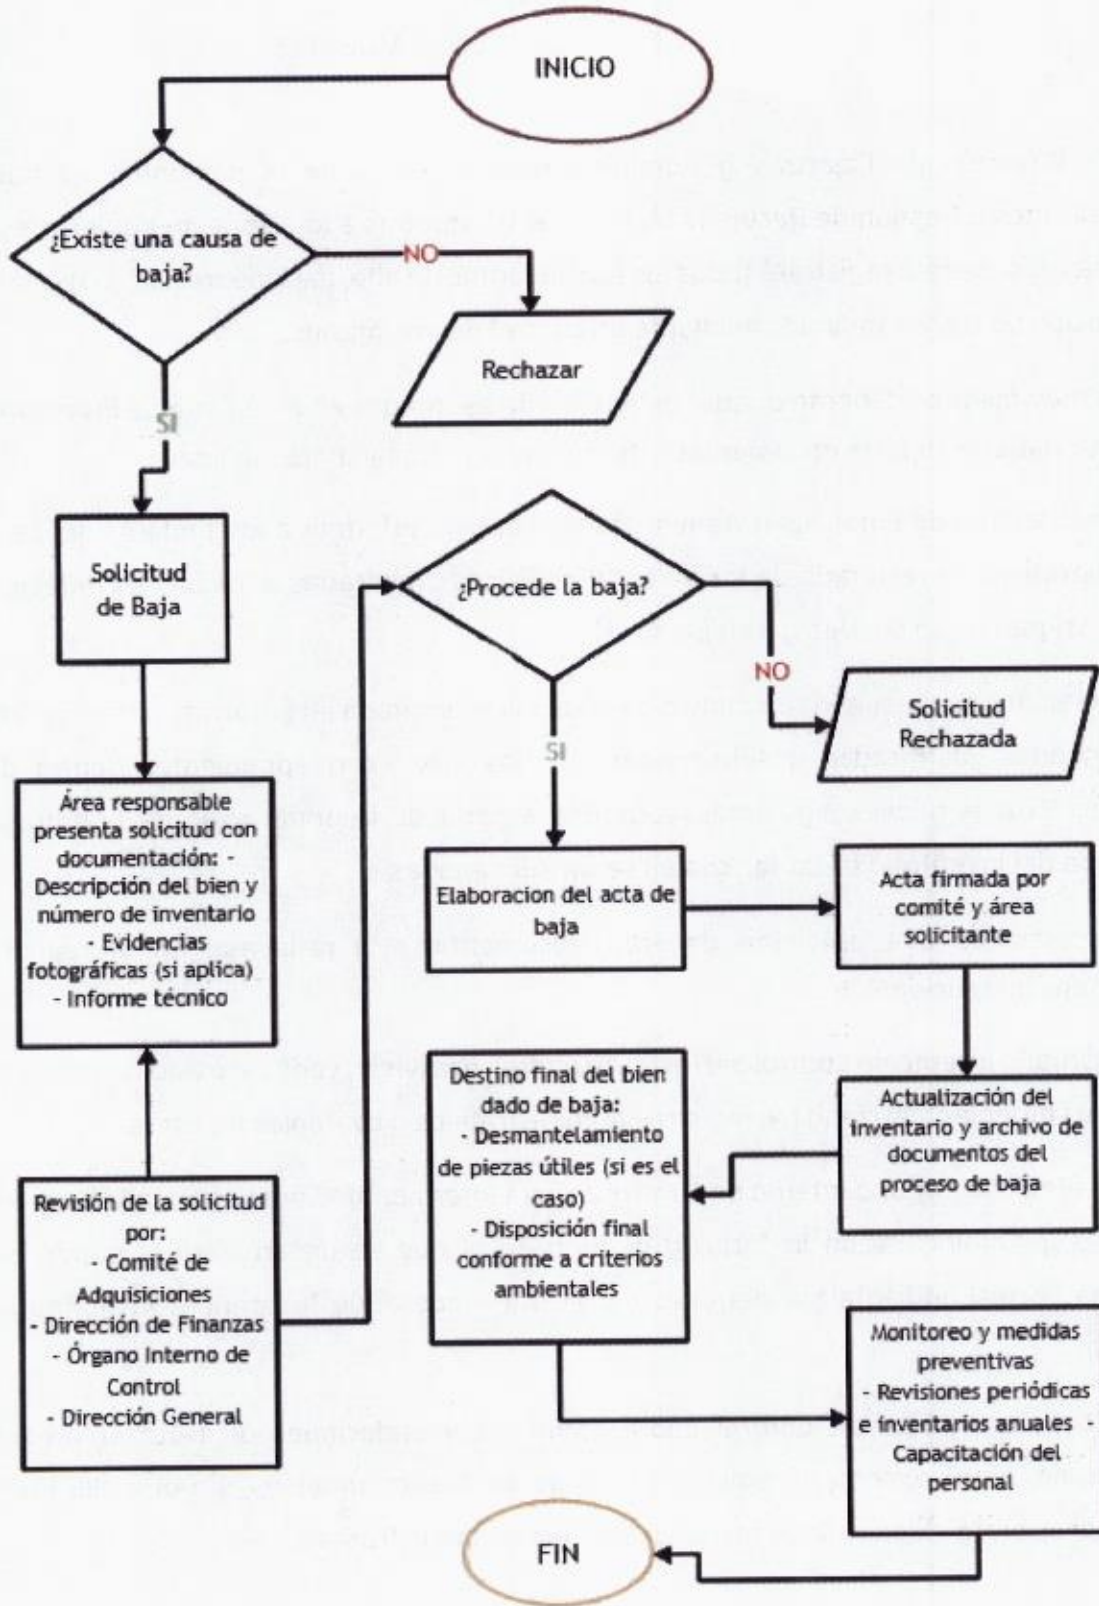 INICIO
¿Existe una causa de
baja?
NO
Rechazar
SI
Solicitud
de Baja
Área responsable
presenta solicitud con
documentación: -
Descripción del bien y
número de inventario
- Evidencias
fotográficas (si aplica)
- Informe técnico
Revisión de la solicitud
por:
- Comité de
Adquisiciones
- Dirección de Finanzas
- Órgano Interno de
Control
- Dirección General
¿Procede la baja?
NO
Solicitud
Rechazada
SI
Elaboracion del acta de
baja
Acta firmada por
comité y área
solicitante
Actualización del
inventario y archivo de
documentos del
proceso de baja
Destino final del bien
dado de baja:
- Desmantelamiento
de piezas útiles (si es el
caso)
- Disposición final
conforme a criterios
ambientales
Monitoreo y medidas
preventivas
- Revisiones periódicas
e inventarios anuales -
Capacitación del
personal
FIN